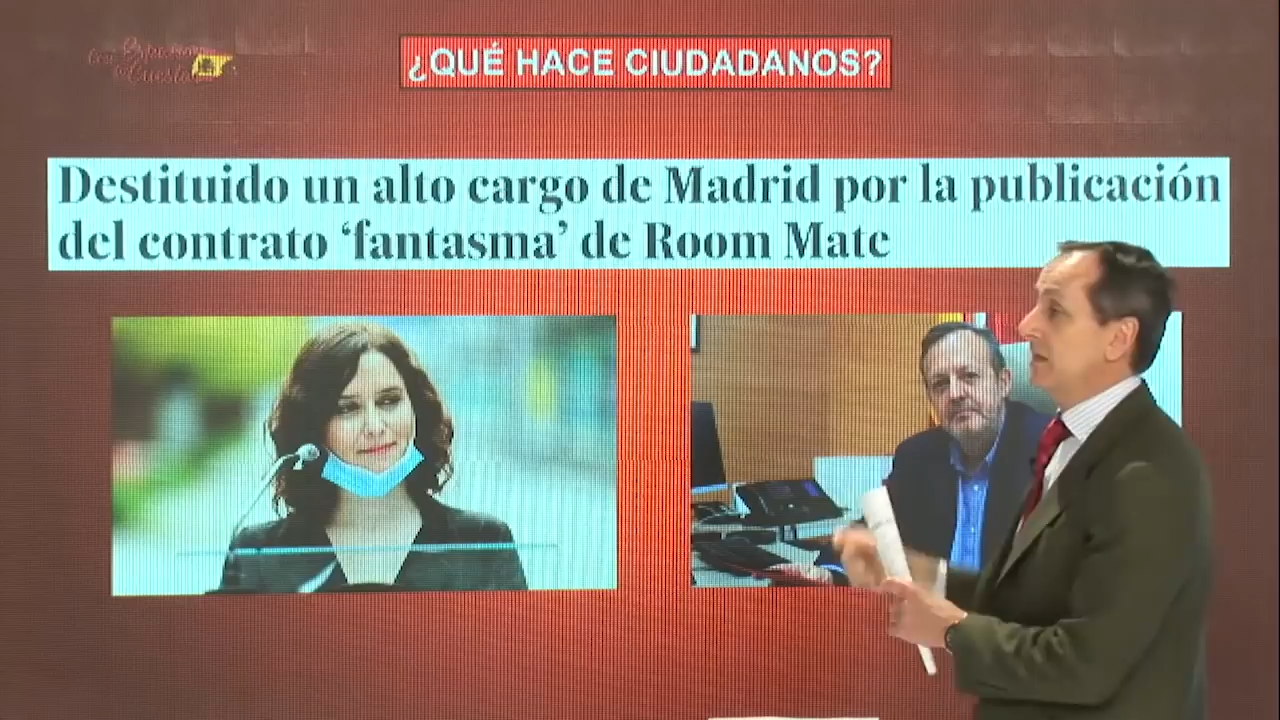 ¿QUÉ HACE CIUDADANOS?
Destituido un alto cargo de Madrid por la publicación
del contrato ‘fantasma’ de Room Mate